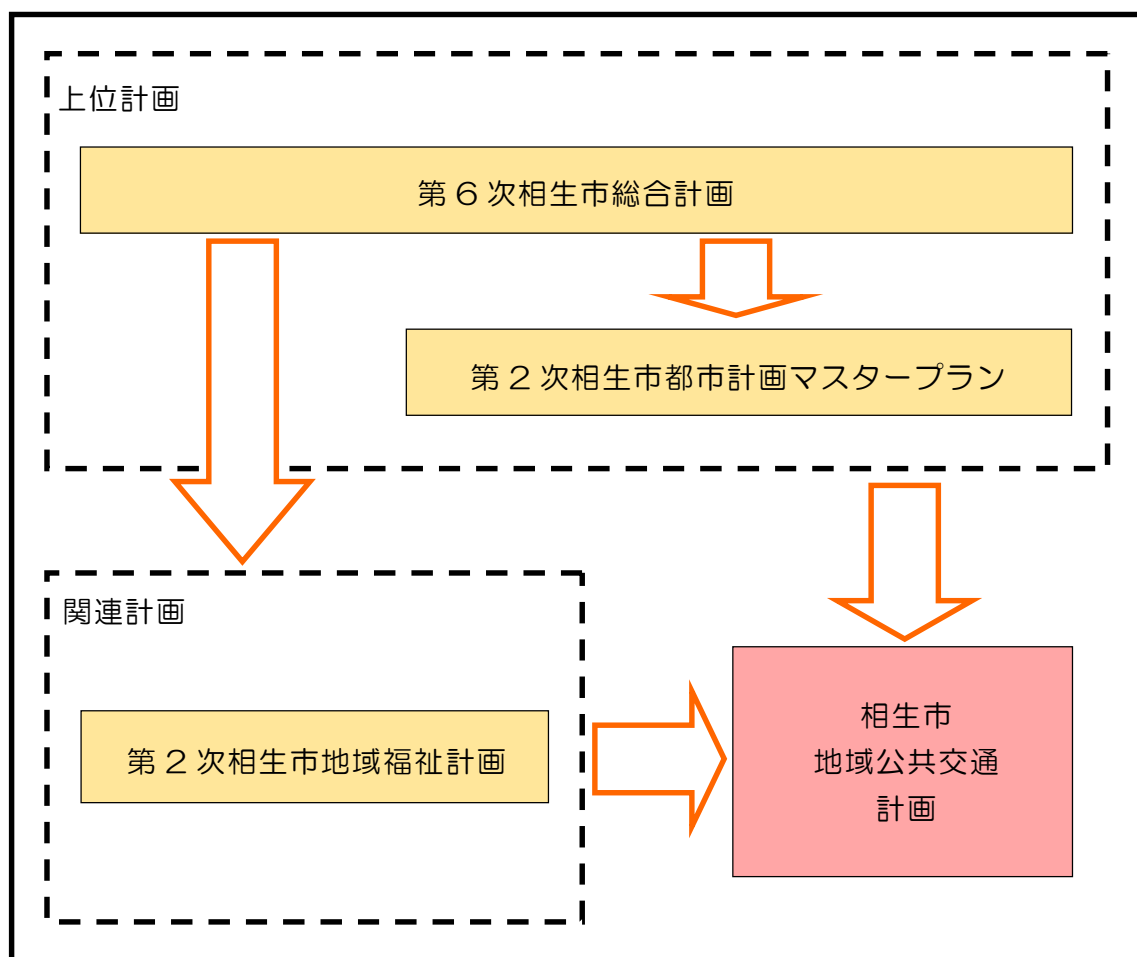 上位計画
第6次相生市総合計画
第2次相生市都市計画マスタープラン
関連計画
第2次相生市地域福祉計画
相生市
地域公共交通
計画